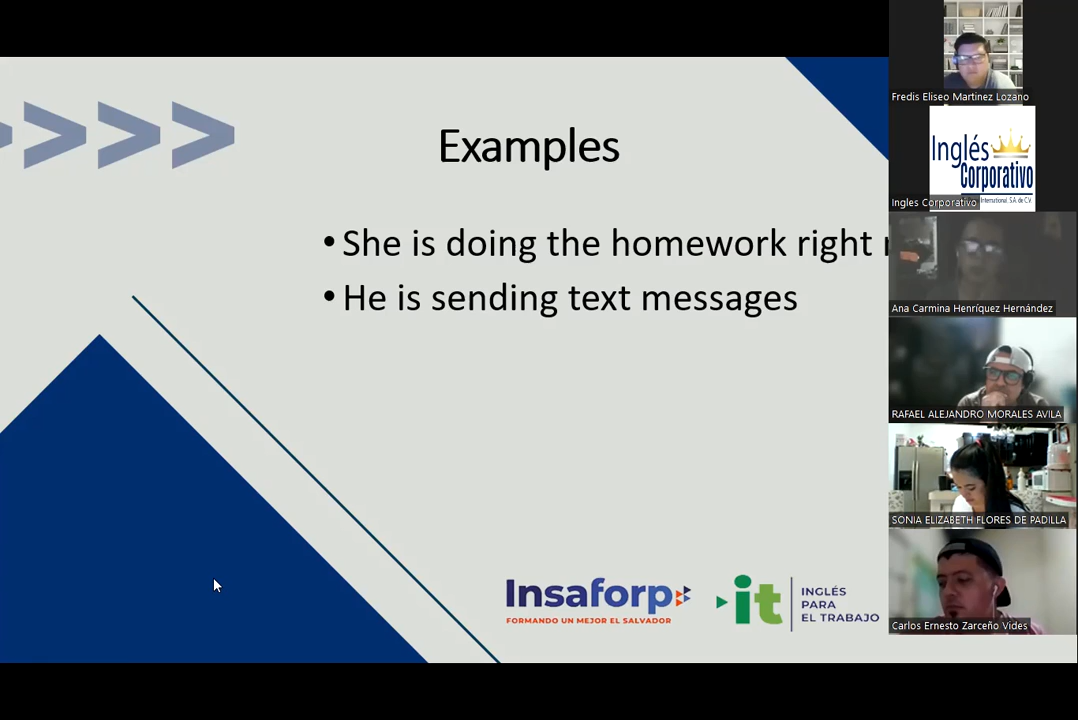 Examples
• She is doing the homework right
• He is sending text messages
Insaforp
FORMANDO UN MEJOR EL SALVADOR
it
INGLÉS
PARA
EL TRABAJO
Fredis Eliseo Martinez Lozano
Inglés
Corporativo
International, S.A. de C.V.
Ingles Corporativo
Ana Carmina Henríquez Hernández
RAFAEL ALEJANDRO MORALES AVILA
SONIA ELIZABETH FLORES DE PADILLA
Carlos Ernesto Zarceño Vides